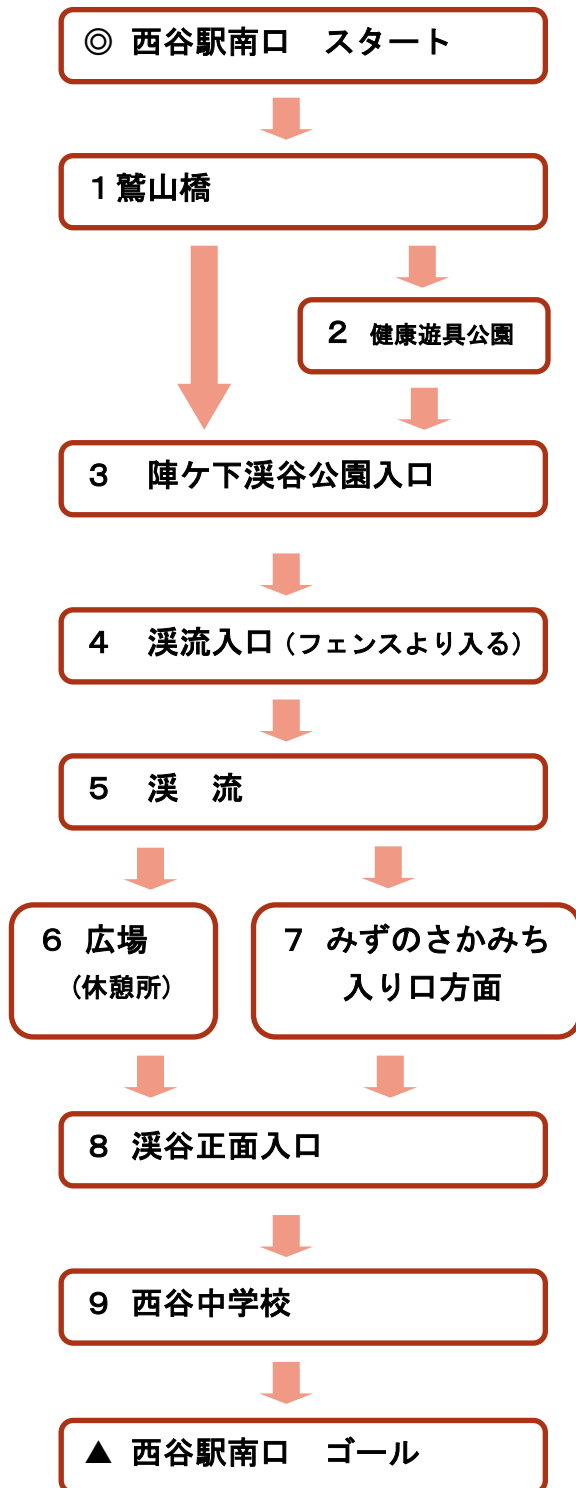 ◎ 西谷駅南口　スタート
１鷲山橋
２ 健康遊具公園
３　陣ケ下渓谷公園入口
４　渓流入口（フェンスより入る）
５　渓　流
６ 広場
（休憩所）
７ みずのさかみち
入り口方面
８ 渓谷正面入口
９ 西谷中学校
▲ 西谷駅南口　ゴール